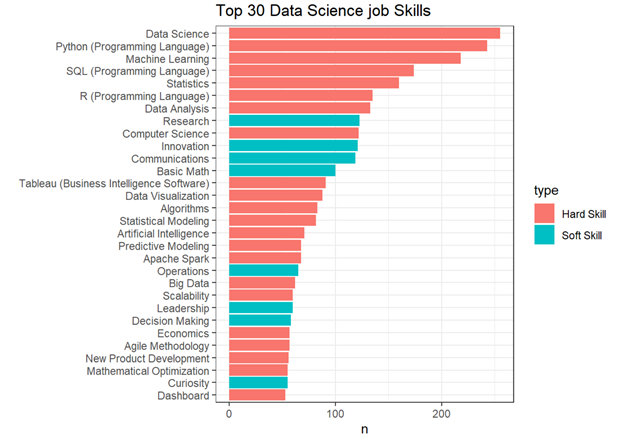 Top 30 Data Science job Skills
Data Science
Python (Programming Language)
Machine Learning
SQL (Programming Language)
Statistics
R (Programming Language)
Data Analysis
Research
Computer Science
Innovation
Communications
Basic Math
Tableau (Business Intelligence Software)
Data Visualization
Algorithms
Statistical Modeling
Artificial Intelligence
Predictive Modeling
Apache Spark
Operations
Big Data
Scalability
Leadership
Decision Making
Economics
Agile Methodology
New Product Development
Mathematical Optimization
Curiosity
Dashboard
0 100 200
n
type
Hard Skill
Soft Skill